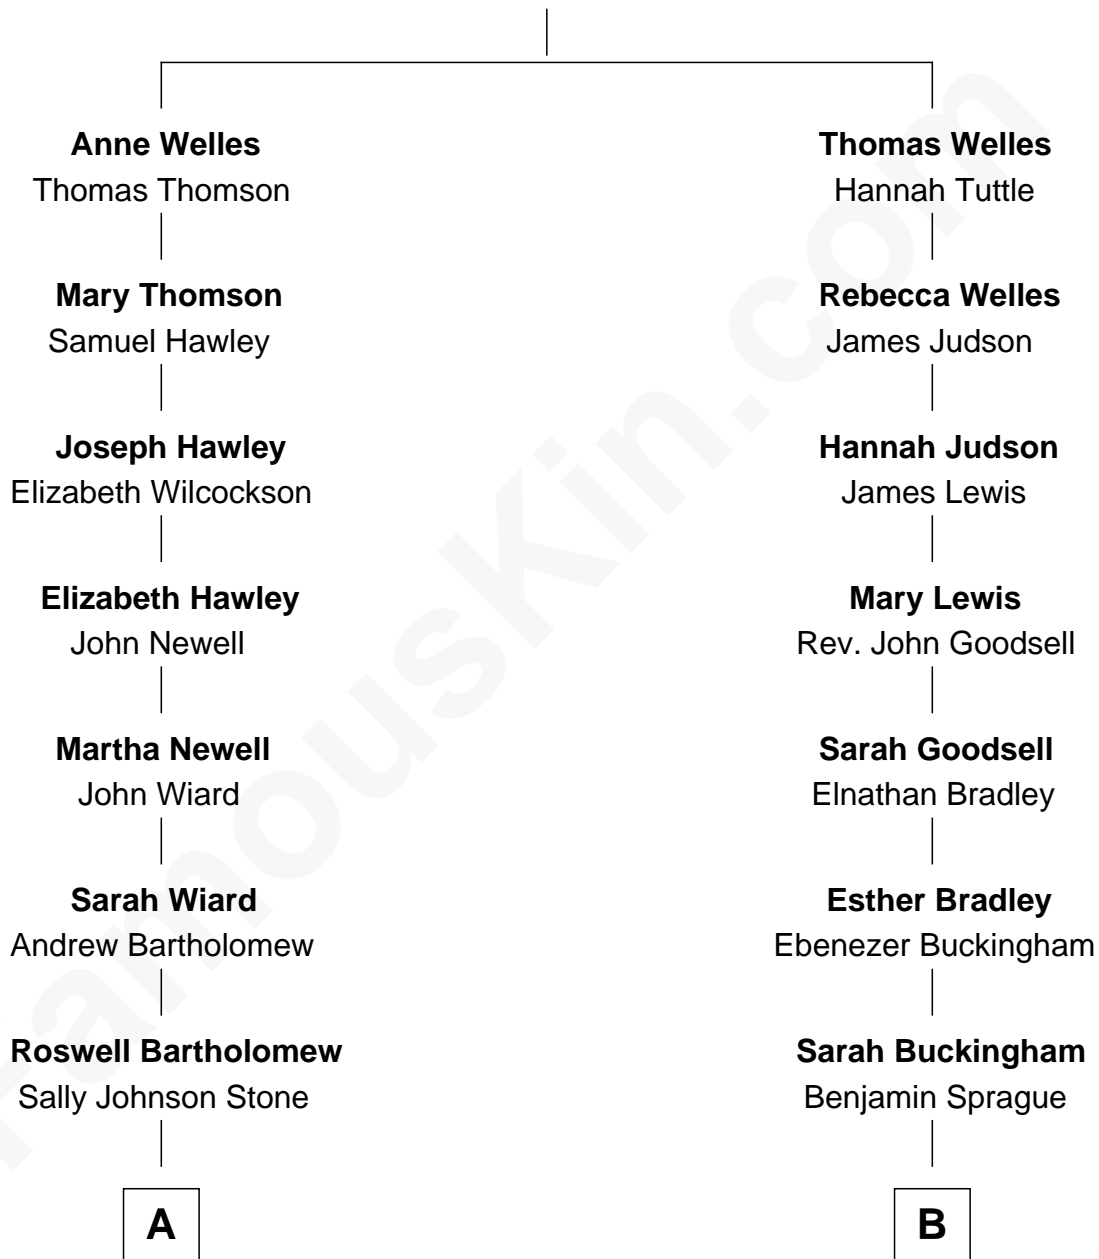 Anne Welles
Thomas Thomson
Thomas Welles
Hannah Tuttle
Mary Thomson
Samuel Hawley
Rebecca Welles
James Judson
Joseph Hawley
Elizabeth Wilcockson
Hannah Judson
James Lewis
Elizabeth Hawley
John Newell
Mary Lewis
Rev. John Goodsell
Martha Newell
John Wiard
Sarah Goodsell
Elnathan Bradley
Sarah Wiard
Andrew Bartholomew
Esther Bradley
Ebenezer Buckingham
Roswell Bartholomew
Sally Johnson Stone
Sarah Buckingham
Benjamin Sprague
A
B
FamousKin.com